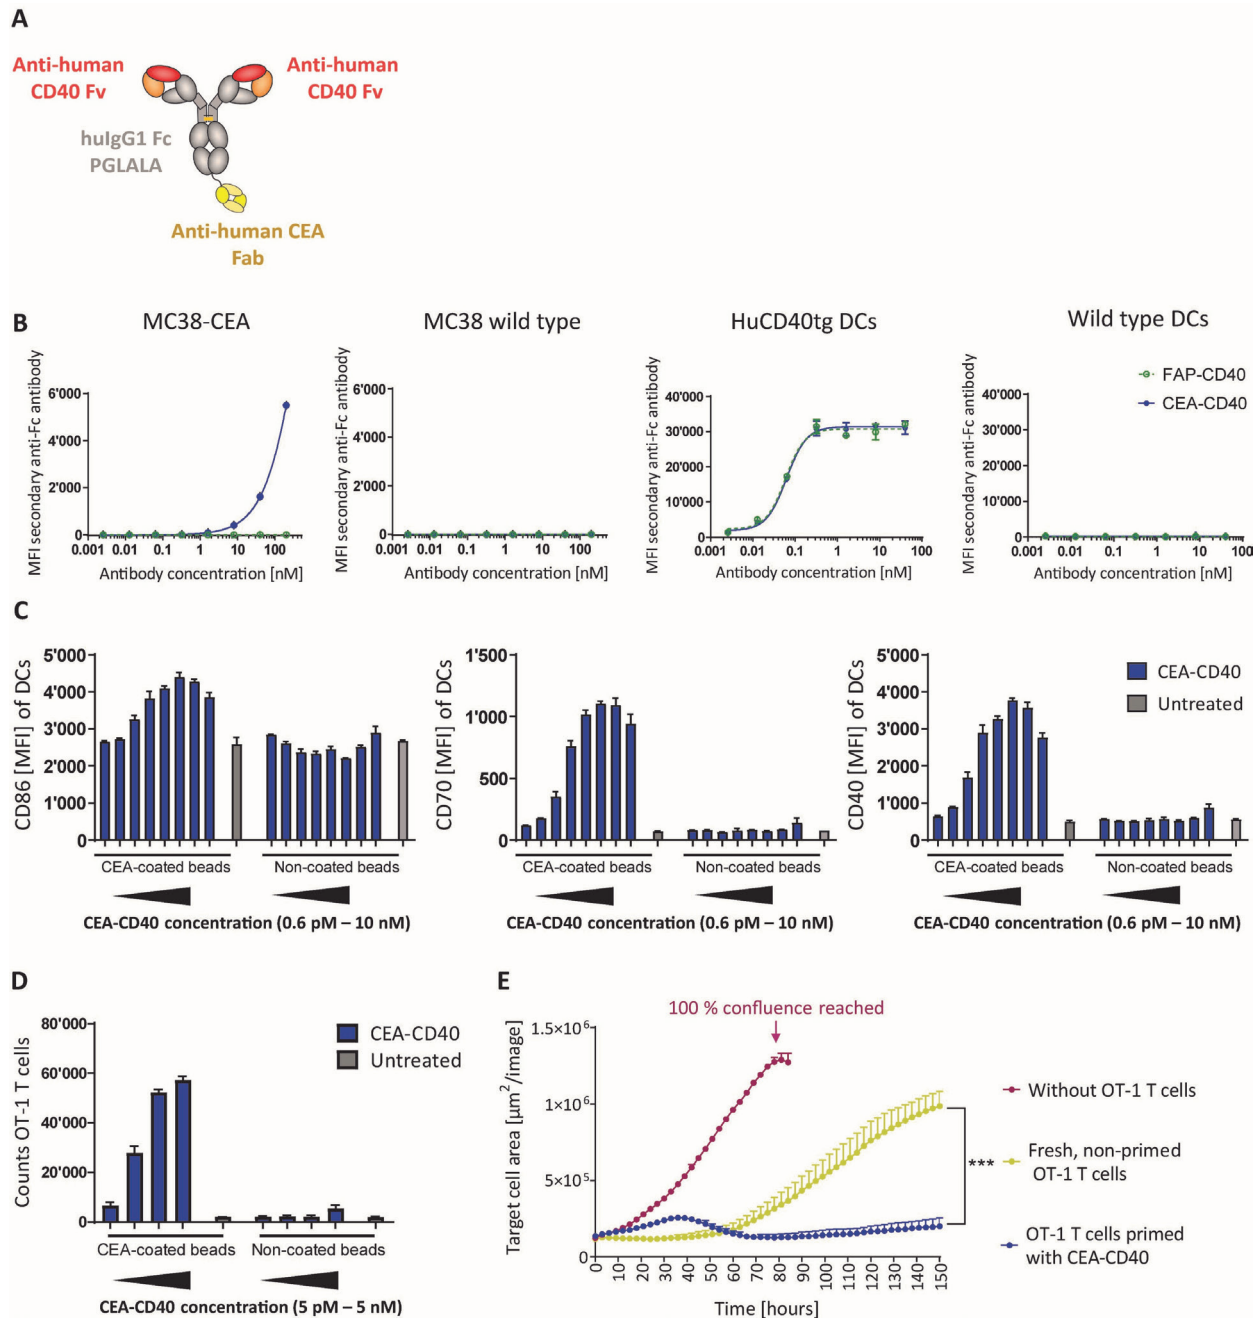 A
Anti-human
CD40 Fv
Anti-human
CD40 Fv
huIgG1 Fc
PGLALA
Anti-human CEA
Fab
B
MC38-CEA
MC38 wild type
HuCD40tg DCs
Wild type DCs
MFI secondary anti-Fc antibody
6'000
4'000
2'000
0
0.001 0.01 0.1 1 10 100
Antibody concentration [nM]
MFI secondary anti-Fc antibody
6'000
4'000
2'000
0
0.001 0.01 0.1 1 10 100
Antibody concentration [nM]
MFI secondary anti-Fc antibody
40'000
30'000
20'000
10'000
0
0.001 0.01 0.1 1 10 100
Antibody concentration [nM]
MFI secondary anti-Fc antibody
40'000
30'000
20'000
10'000
0
0.001 0.01 0.1 1 10 100
Antibody concentration [nM]
FAP-CD40
CEA-CD40
C
CD86 [MFI] of DCs
5'000
4'000
3'000
2'000
1'000
0
CEA-coated beads
Non-coated beads
CEA-CD40 concentration (0.6 pM – 10 nM)
CD70 [MFI] of DCs
1'500
1'000
500
0
CEA-coated beads
Non-coated beads
CEA-CD40 concentration (0.6 pM – 10 nM)
CD40 [MFI] of DCs
5'000
4'000
3'000
2'000
1'000
0
CEA-coated beads
Non-coated beads
CEA-CD40 concentration (0.6 pM – 10 nM)
CEA-CD40
Untreated
D
Counts OT-1 T cells
80'000
60'000
40'000
20'000
0
CEA-coated beads
Non-coated beads
CEA-CD40 concentration (5 pM – 5 nM)
CEA-CD40
Untreated
E
100 % confluence reached
Target cell area [µm²/image]
1.5×10⁶
1×10⁶
5×10⁵
0
0 10 20 30 40 50 60 70 80 90 100 110 120 130 140 150
Time [hours]
***
Without OT-1 T cells
Fresh, non-primed
OT-1 T cells
OT-1 T cells primed
with CEA-CD40